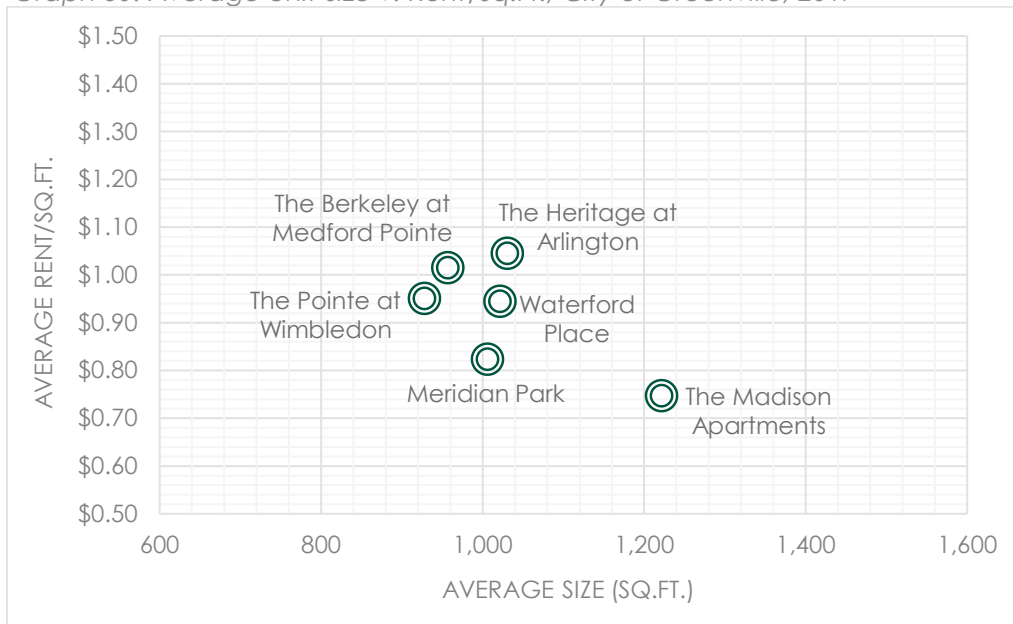 $1.50
$1.40
$1.30
$1.20
$1.10
$1.00
$0.90
$0.80
$0.70
$0.60
$0.50
AVERAGE RENT/SQ.FT.
The Berkeley at
Medford Pointe
The Heritage at
Arlington
The Pointe at
Wimbledon
Waterford
Place
Meridian Park
The Madison
Apartments
600
800
1,000
1,200
1,400
1,600
AVERAGE SIZE (SQ.FT.)